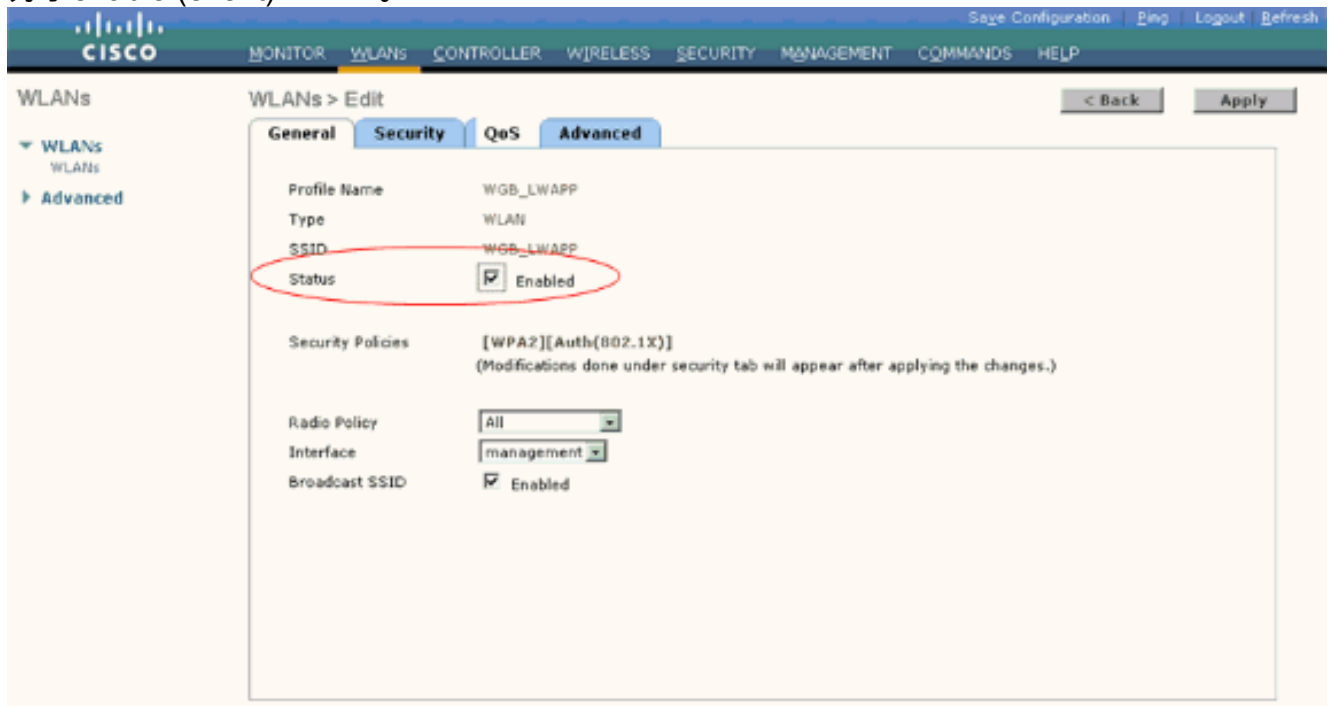 Save Configuration Ping Logout Refresh
CISCO
MONITOR WLANs CONTROLLER WIRELESS SECURITY MANAGEMENT COMMANDS HELP
WLANs
WLANs
WLANs
Advanced
WLANs > Edit
< Back Apply
General Security QoS Advanced
Profile Name WGB_LWAPP
Type WLAN
SSID WGB_LWAPP
Status Enabled
Security Policies [WPA2][Auth(802.1X)]
(Modifications done under security tab will appear after applying the changes.)
Radio Policy All
Interface management
Broadcast SSID Enabled